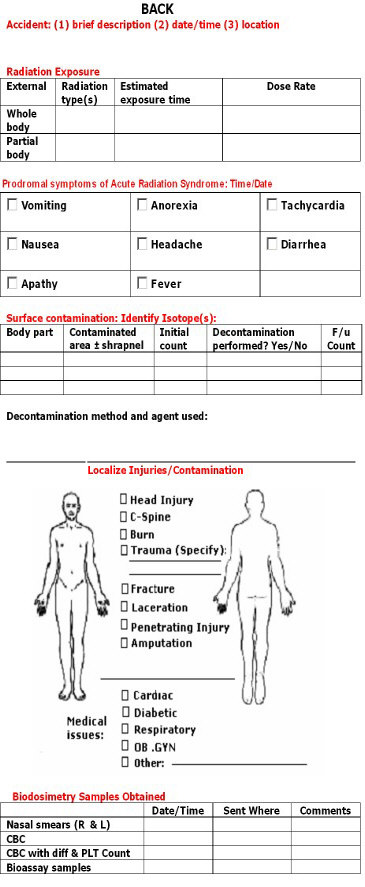 BACK
Accident: (1) brief description (2) date/time (3) location
Radiation Exposure
External Radiation type(s) Estimated exposure time Dose Rate
Whole body
Partial body
Prodromal symptoms of Acute Radiation Syndrome: Time/Date
Vomiting Anorexia Tachycardia
Nausea Headache Diarrhea
Apathy Fever
Surface contamination: Identify Isotope(s):
Body part Contaminated area ± shrapnel Initial count Decontamination performed? Yes/No F/u Count
Decontamination method and agent used:
Localize Injuries/Contamination
Head Injury
C-Spine
Burn
Trauma (Specify):
Fracture
Laceration
Penetrating Injury
Amputation
Medical issues:
Cardiac
Diabetic
Respiratory
OB .GYN
Other:
Biodosimetry Samples Obtained
Date/Time Sent Where Comments
Nasal smears (R & L)
CBC
CBC with diff & PLT Count
Bioassay samples